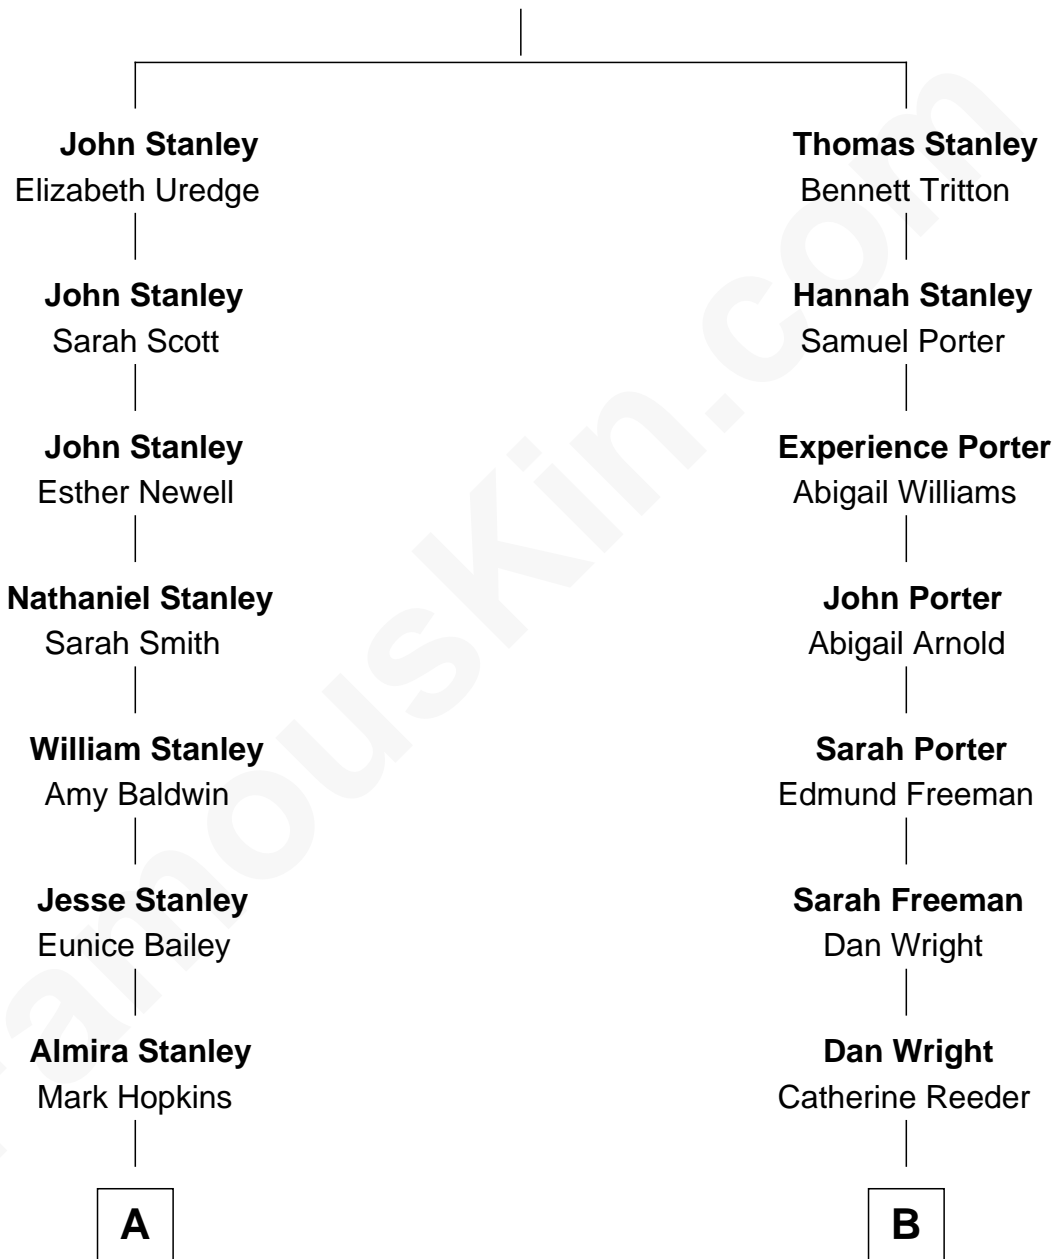 John Stanley
Elizabeth Uredge
John Stanley
Sarah Scott
John Stanley
Esther Newell
Nathaniel Stanley
Sarah Smith
William Stanley
Amy Baldwin
Jesse Stanley
Eunice Bailey
Almira Stanley
Mark Hopkins
A
Thomas Stanley
Bennett Tritton
Hannah Stanley
Samuel Porter
Experience Porter
Abigail Williams
John Porter
Abigail Arnold
Sarah Porter
Edmund Freeman
Sarah Freeman
Dan Wright
Dan Wright
Catherine Reeder
B
FamousKin.com